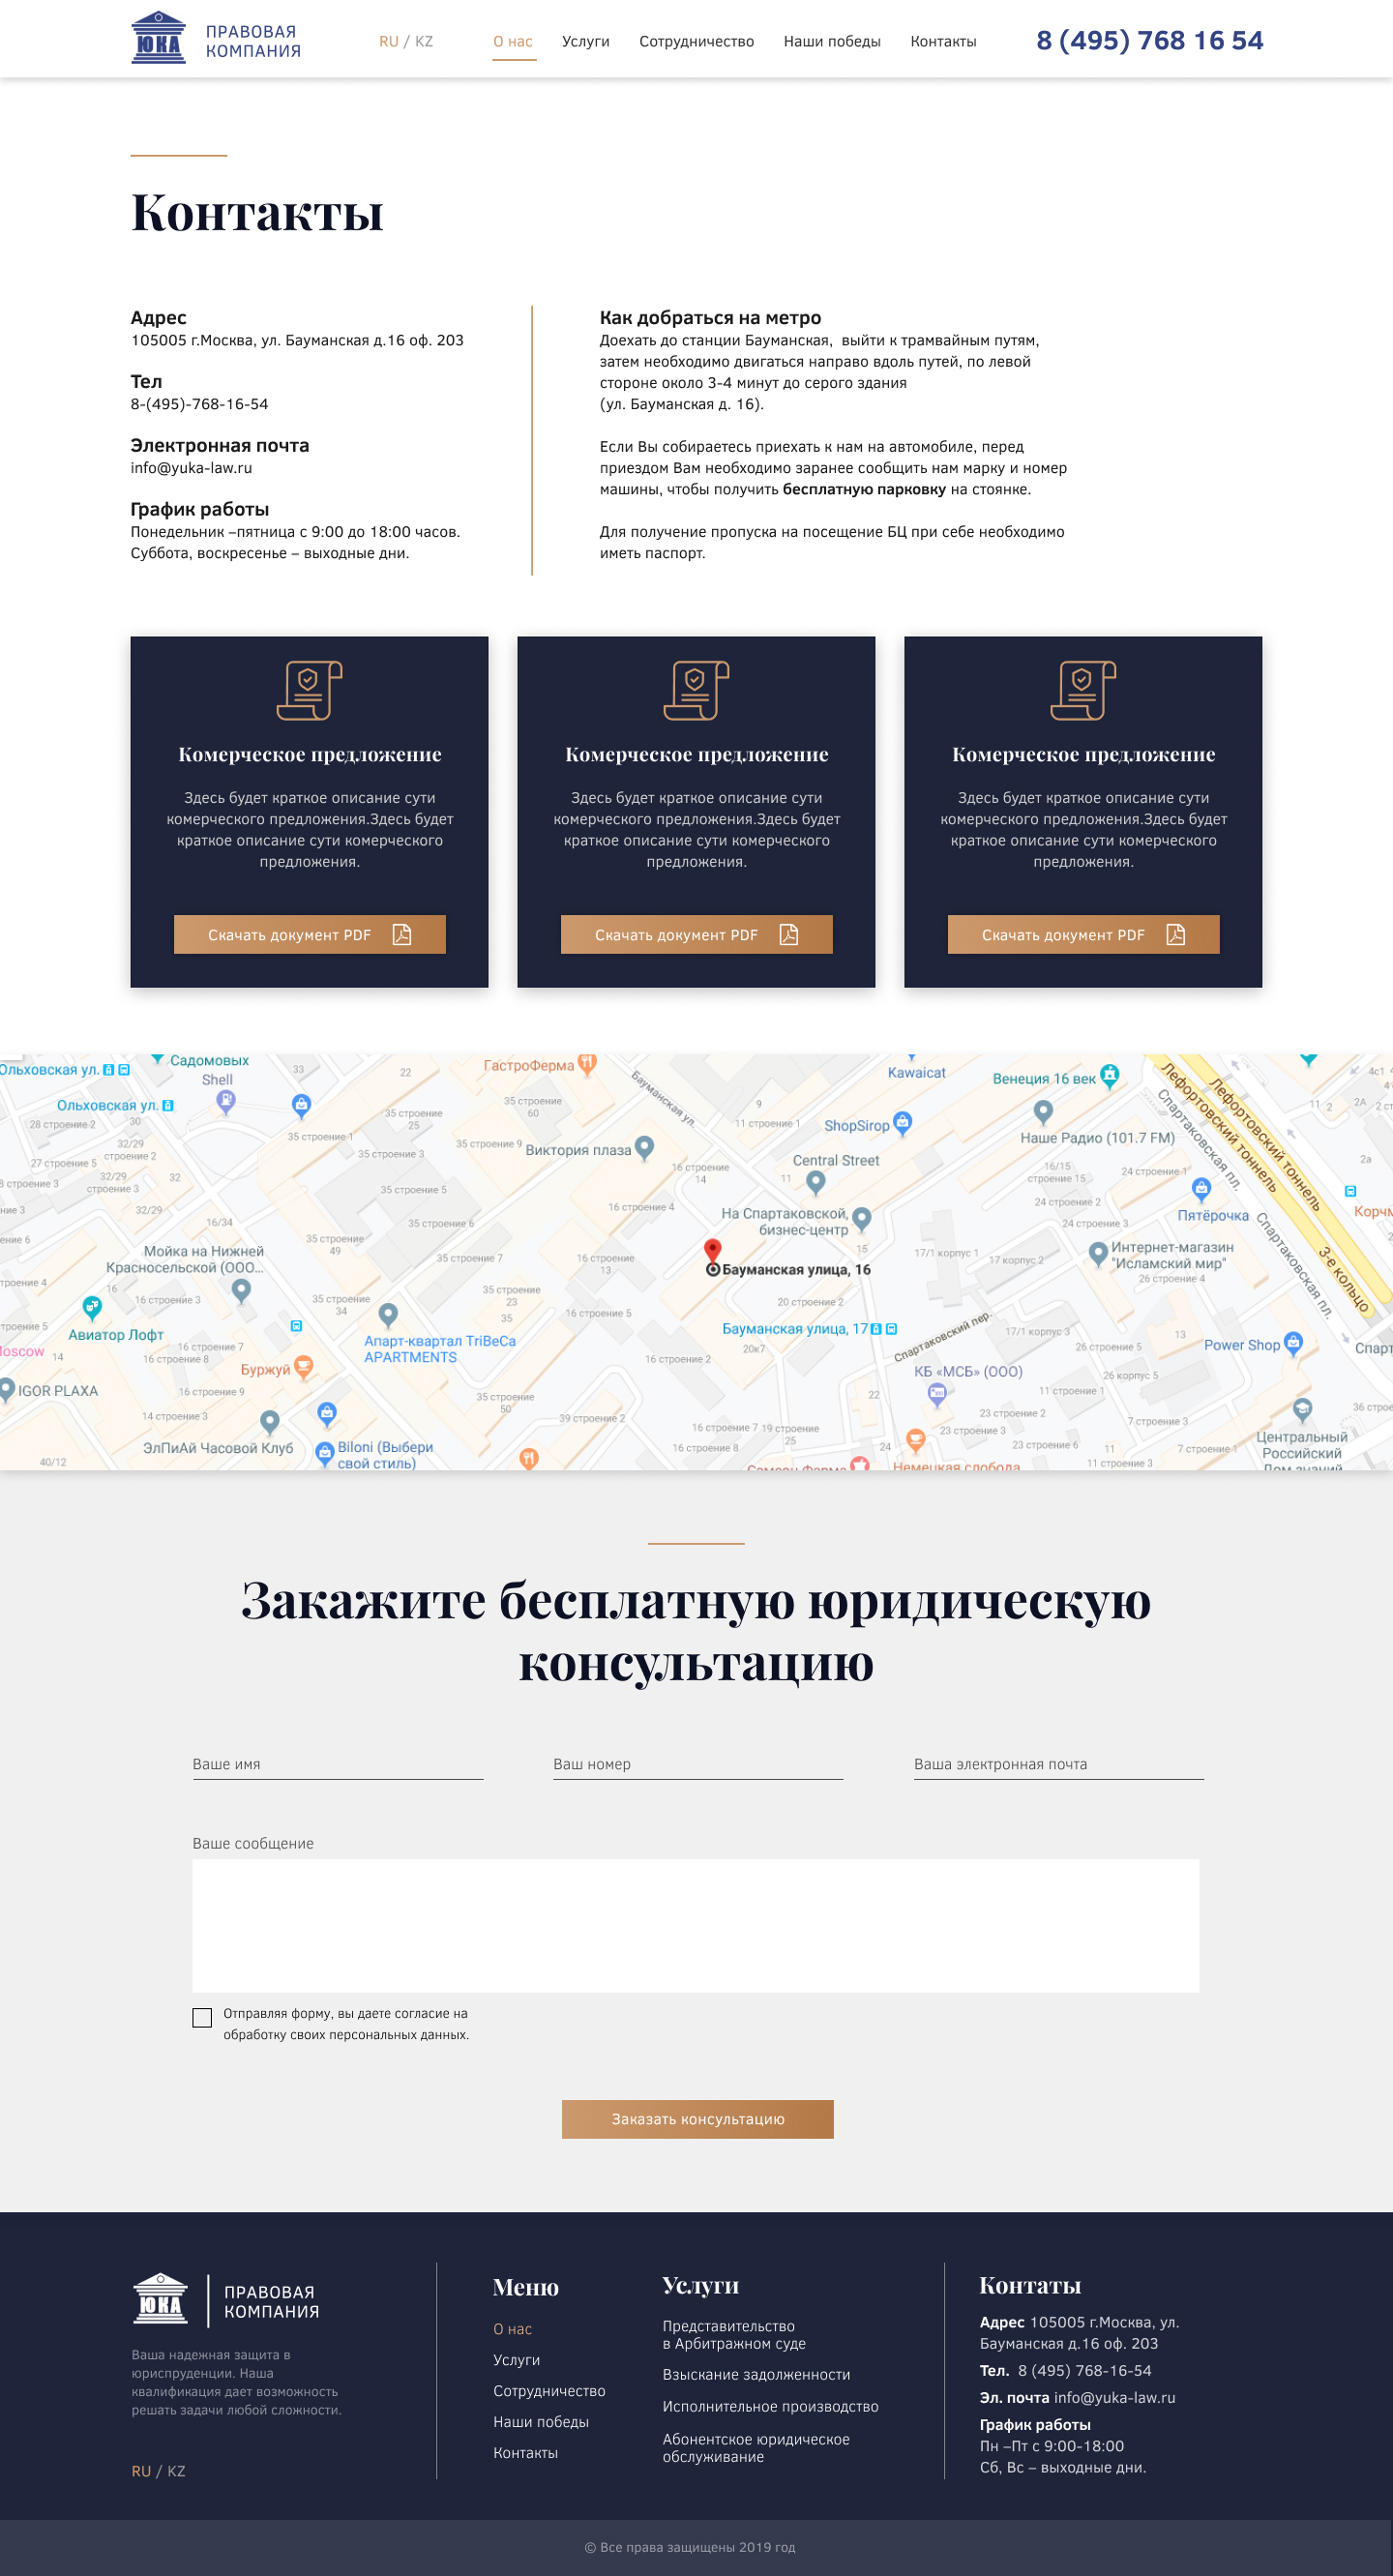 ЮКА
ПРАВОВАЯ
КОМПАНИЯ
RU / KZ
О нас Услуги Сотрудничество Наши победы Контакты
8 (495) 768 16 54
Контакты
Адрес
105005 г.Москва, ул. Бауманская д.16 оф. 203
Тел
8-(495)-768-16-54
Электронная почта
info@yuka-law.ru
График работы
Понедельник –пятница с 9:00 до 18:00 часов.
Суббота, воскресенье – выходные дни.
Как добраться на метро
Доехать до станции Бауманская, выйти к трамвайным путям,
затем необходимо двигаться направо вдоль путей, по левой
стороне около 3-4 минут до серого здания
(ул. Бауманская д. 16).
Если Вы собираетесь приехать к нам на автомобиле, перед
приездом Вам необходимо заранее сообщить нам марку и номер
машины, чтобы получить бесплатную парковку на стоянке.
Для получение пропуска на посещение БЦ при себе необходимо
иметь паспорт.
Комерческое предложение
Здесь будет краткое описание сути
комерческого предложения.Здесь будет
краткое описание сути комерческого
предложения.
Скачать документ PDF
Комерческое предложение
Здесь будет краткое описание сути
комерческого предложения.Здесь будет
краткое описание сути комерческого
предложения.
Скачать документ PDF
Комерческое предложение
Здесь будет краткое описание сути
комерческого предложения.Здесь будет
краткое описание сути комерческого
предложения.
Скачать документ PDF
Садомовых
Ольховская ул.
Shell
Ольховская ул.
ГастроФерма
Бауманская ул.
Kawaicat
Венеция 16 век
Лефортовский тоннель
Лефортовский тоннель
Спартаковская пл.
ShopSirop
Наше Радио (101.7 FM)
Виктория плаза
Central Street
На Спартаковской,
бизнес-центр
Пятёрочка
Мойка на Нижней
Красносельской (ООО...
Бауманская улица, 16
Интернет-магазин
"Исламский мир"
Спартаковская пл.
3-е кольцо
Авиатор Лофт
Апарт-квартал TriBeCa
APARTMENTS
Бауманская улица, 17
Спартаковский пер.
Power Shop
Буржуй
КБ «МСБ» (ООО)
IGOR PLAXA
ЭлПиАй Часовой Клуб
Biloni (Выбери
свой стиль)
Немецкая слобода
Центральный
Российский
Дом знаний
Закажите бесплатную юридическую
консультацию
Ваше имя
Ваш номер
Ваша электронная почта
Ваше сообщение
Отправляя форму, вы даете согласие на
обработку своих персональных данных.
Заказать консультацию
ЮКА
ПРАВОВАЯ
КОМПАНИЯ
Ваша надежная защита в
юриспруденции. Наша
квалификация дает возможность
решать задачи любой сложности.
RU / KZ
Меню
О нас
Услуги
Сотрудничество
Наши победы
Контакты
Услуги
Представительство
в Арбитражном суде
Взыскание задолженности
Исполнительное производство
Абонентское юридическое
обслуживание
Контаты
Адрес 105005 г.Москва, ул.
Бауманская д.16 оф. 203
Тел. 8 (495) 768-16-54
Эл. почта info@yuka-law.ru
График работы
Пн –Пт с 9:00-18:00
Сб, Вс – выходные дни.
© Все права защищены 2019 год